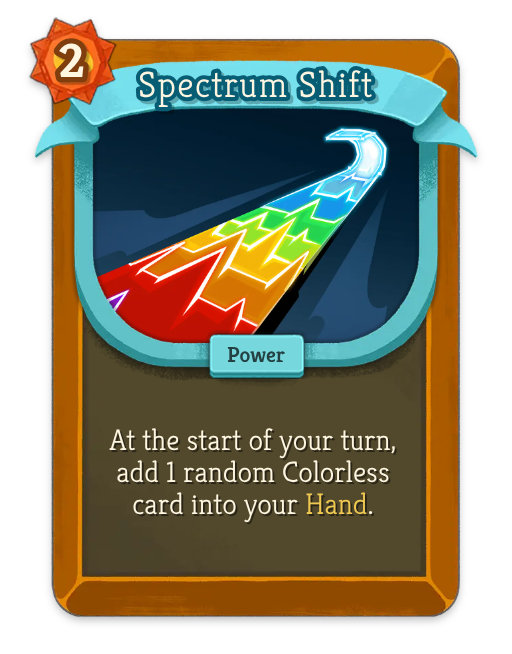 2
Spectrum Shift
Power
At the start of your turn,
add 1 random Colorless
card into your Hand.